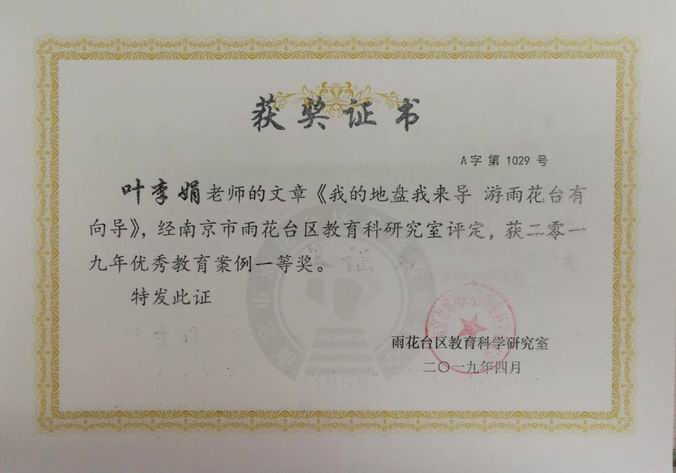 获奖证书
A字 第 1029 号
叶李娟老师的文章《我的地盘我来导 游雨花台有
向导》，经南京市雨花台区教育科研究室评定，获二零一
九年优秀教育案例一等奖。
特发此证
雨花台区教育科学研究室
二〇一九年四月
1959